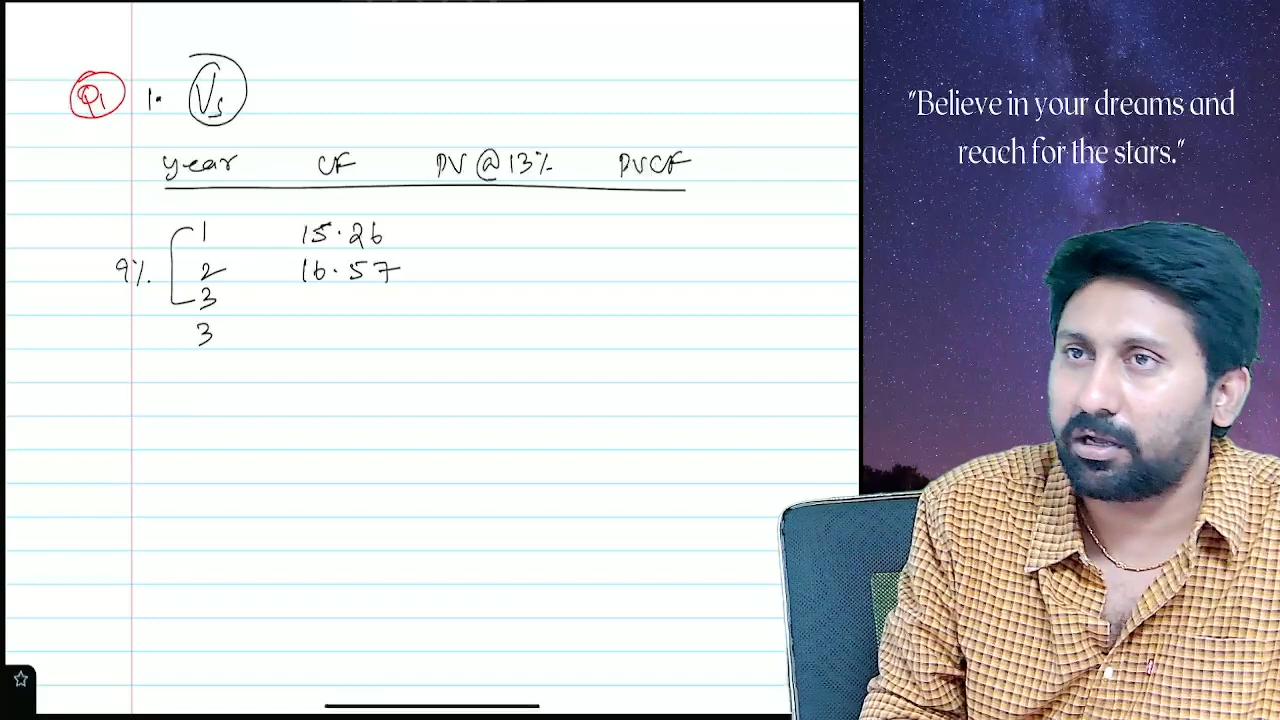 Q1 1. Vs
year CF PV @ 13% PVCF
1 15.26
9% 2 16.57
3
3
"Believe in your dreams and
reach for the stars."